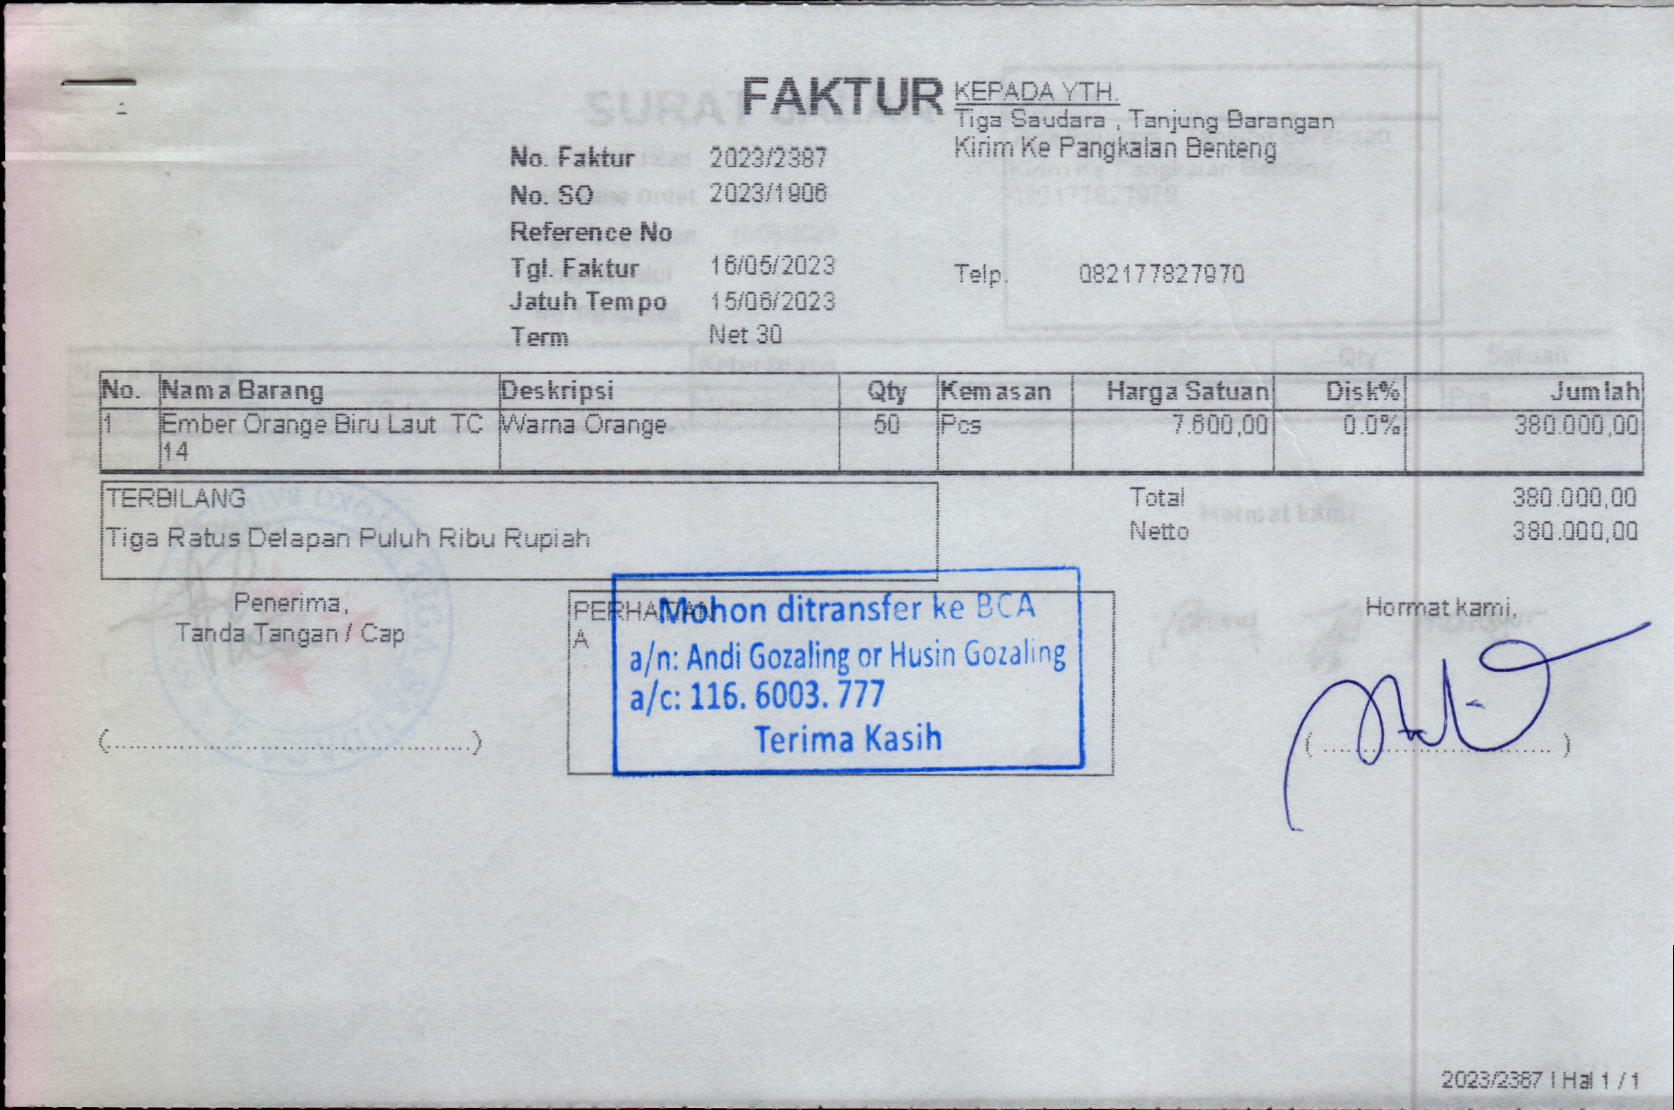 FAKTUR
KEPADA YTH.
Tiga Saudara , Tanjung Barangan
Kirim Ke Pangkalan Benteng
No. Faktur 2023/2387
No. SO 2023/1906
Reference No
Tgl. Faktur 16/05/2023
Telp. 082177827970
Jatuh Tempo 15/06/2023
Term Net 30
No. Nama Barang Deskripsi Qty Kemasan Harga Satuan Disk% Jumlah
1 Ember Orange Biru Laut TC Warna Orange 50 Pcs 7.600,00 0.0% 380.000,00
14
TERBILANG
Tiga Ratus Delapan Puluh Ribu Rupiah
Total 380.000,00
Netto 380.000,00
Penerima,
Tanda Tangan / Cap
(...........................................)
PERHATIAN
A
Mohon ditransfer ke BCA
a/n: Andi Gozaling or Husin Gozaling
a/c: 116. 6003. 777
Terima Kasih
Hormat kami,
(..............................)
2023/2387 | Hal 1 / 1